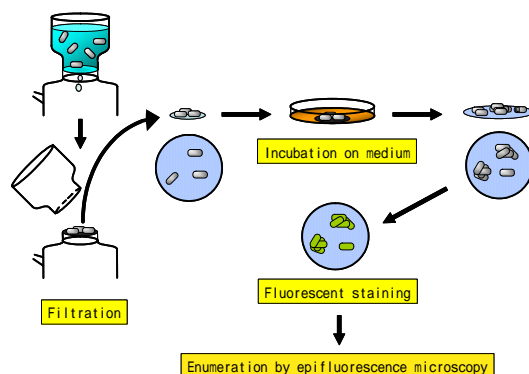 Filtration
Incubation on medium
Fluorescent staining
Enumeration by epifluorescence microscopy